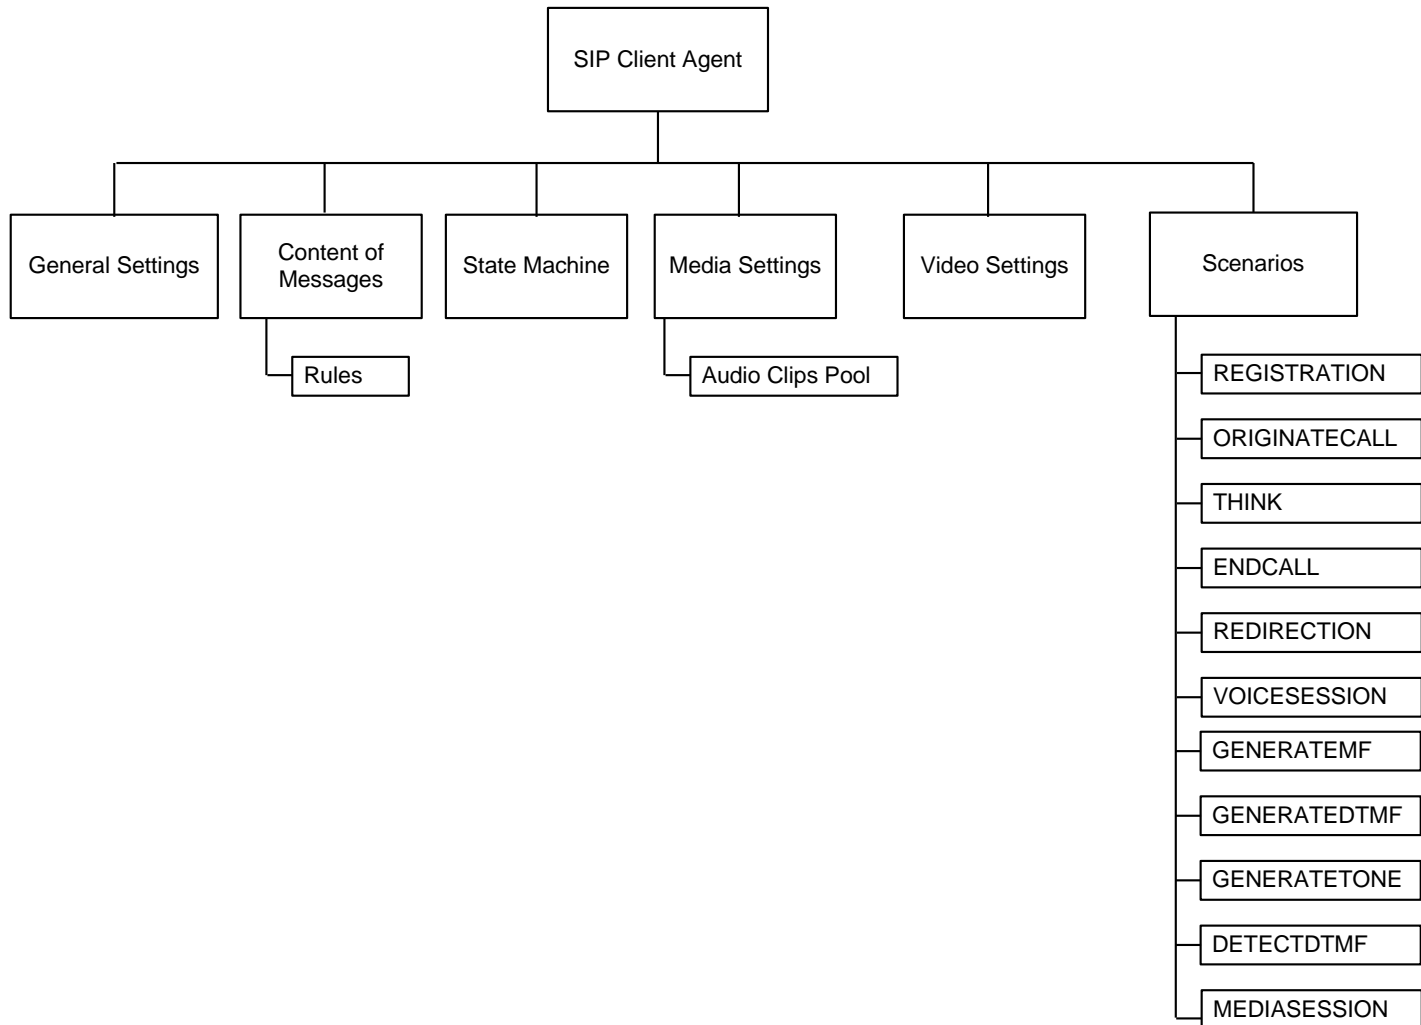 SIP Client Agent
General Settings
Content of
Messages
State Machine
Media Settings
Video Settings
Scenarios
Rules
Audio Clips Pool
REGISTRATION
ORIGINATECALL
THINK
ENDCALL
REDIRECTION
VOICESESSION
GENERATEMF
GENERATEDTMF
GENERATETONE
DETECTDTMF
MEDIASESSION